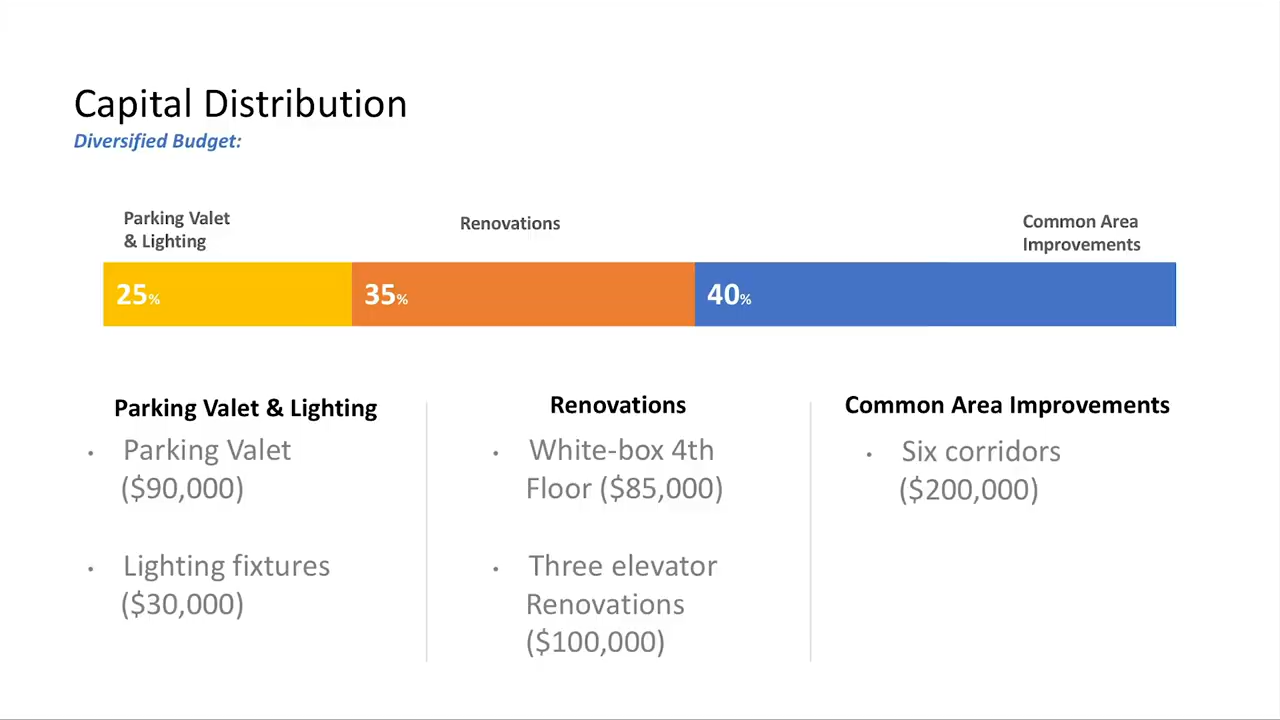 Capital Distribution
Diversified Budget:
Parking Valet
& Lighting
Renovations
Common Area
Improvements
25%
35%
40%
Parking Valet & Lighting
• Parking Valet
($90,000)
• Lighting fixtures
($30,000)
Renovations
• White-box 4th
Floor ($85,000)
• Three elevator
Renovations
($100,000)
Common Area Improvements
• Six corridors
($200,000)